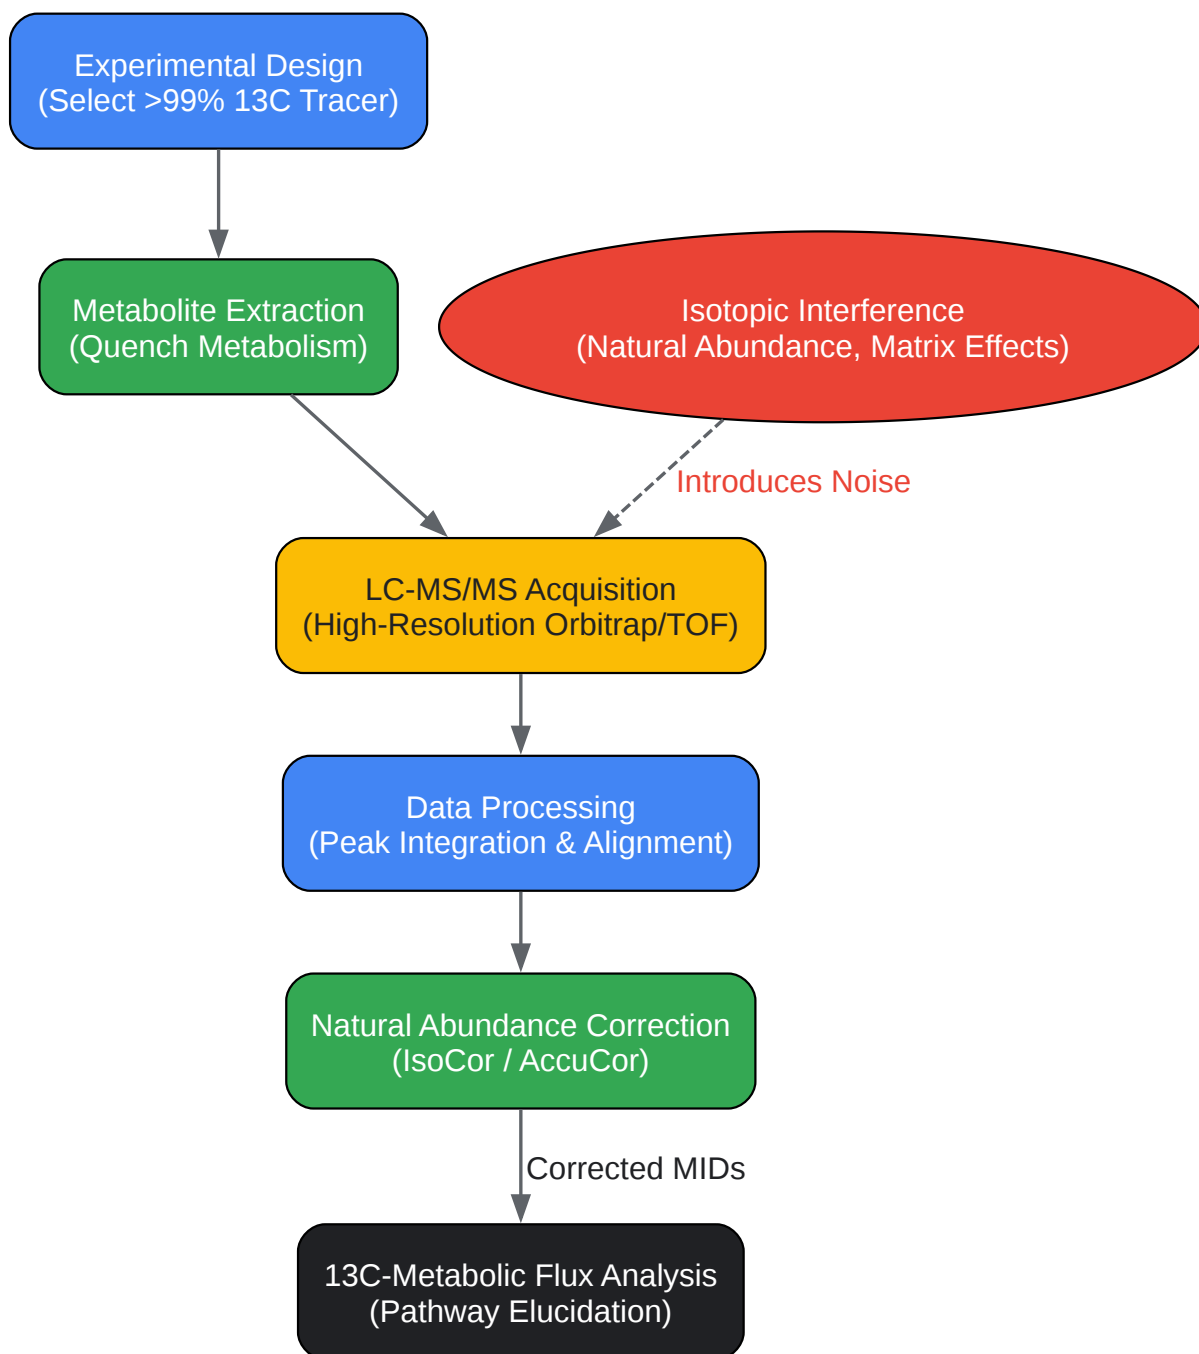 Experimental Design
(Select >99% 13C Tracer)
Metabolite Extraction
(Quench Metabolism)
Isotopic Interference
(Natural Abundance, Matrix Effects)
Introduces Noise
LC-MS/MS Acquisition
(High-Resolution Orbitrap/TOF)
Data Processing
(Peak Integration & Alignment)
Natural Abundance Correction
(IsoCor / AccuCor)
Corrected MIDs
13C-Metabolic Flux Analysis
(Pathway Elucidation)